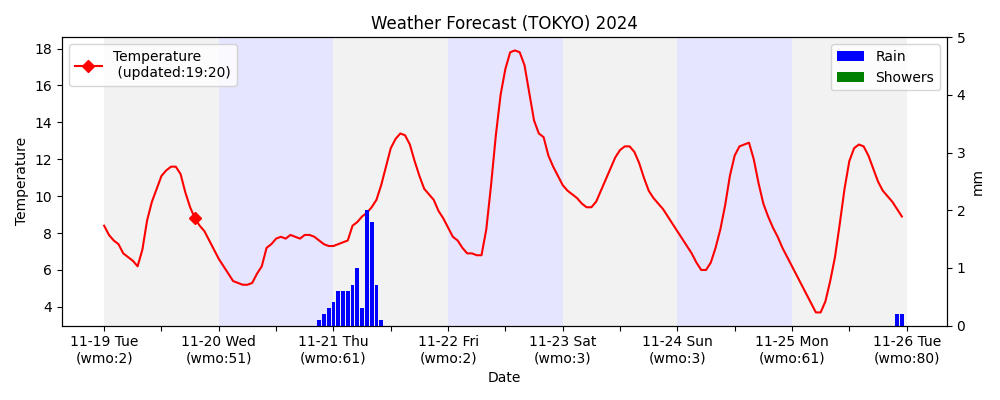 Weather Forecast (TOKYO) 2024
Temperature
(updated:19:20)
Rain
Showers
18
16
14
12
10
8
6
4
Temperature
5
4
3
2
1
0
mm
11-19 Tue
(wmo:2)
11-20 Wed
(wmo:51)
11-21 Thu
(wmo:61)
11-22 Fri
(wmo:2)
11-23 Sat
(wmo:3)
11-24 Sun
(wmo:3)
11-25 Mon
(wmo:61)
11-26 Tue
(wmo:80)
Date